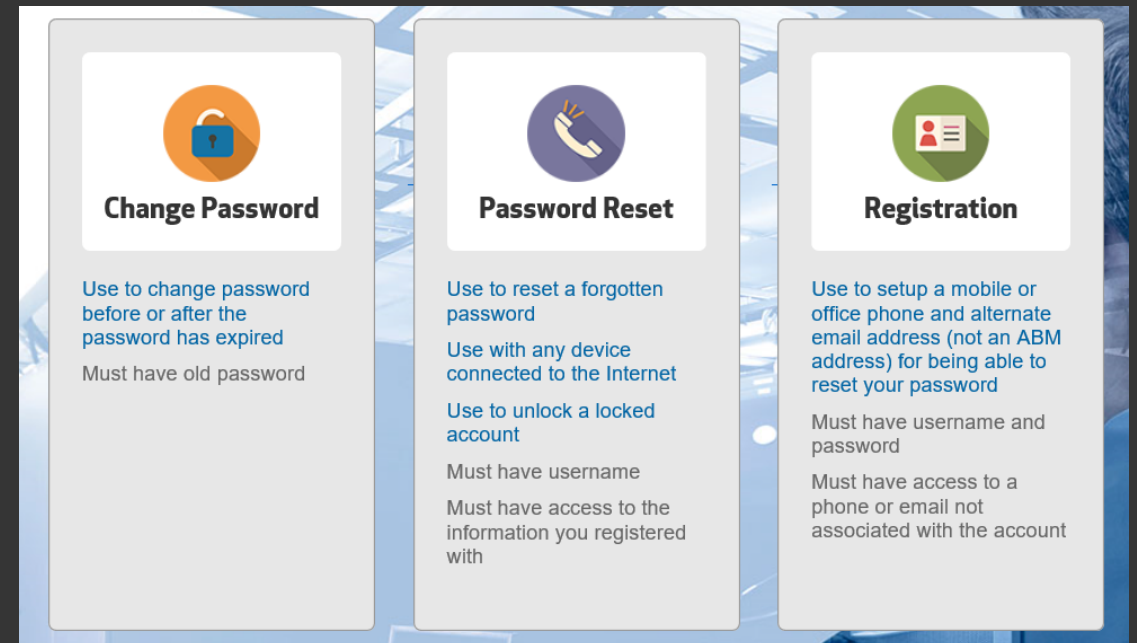 Change Password
Use to change password
before or after the
password has expired
Must have old password
Password Reset
Use to reset a forgotten
password
Use with any device
connected to the Internet
Use to unlock a locked
account
Must have username
Must have access to the
information you registered
with
Registration
Use to setup a mobile or
office phone and alternate
email address (not an ABM
address) for being able to
reset your password
Must have username and
password
Must have access to a
phone or email not
associated with the account